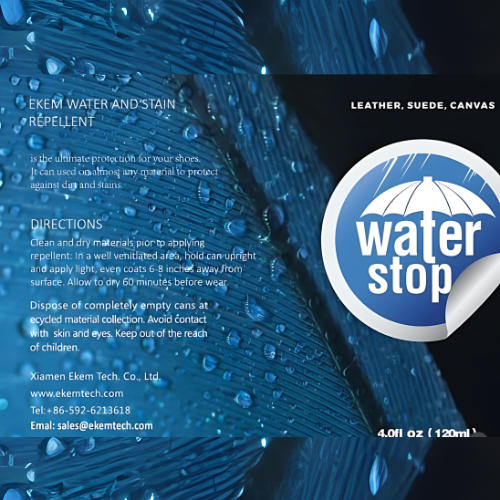 EKEM WATER AND STAIN
REPELLENT
is the ultimate protection for your shoes.
It can used on almost any material to protect
against dirt and stains.
DIRECTIONS
Clean and dry materials pior to applying
repellent: In a well venitlated area, hold can upright
and apply light, even coats 6-8 inches away from
surface. Allow to dry 60 minutes before wear.
Dispose of completely empty cans at
ecycled material collection. Avoid contact
with skin and eyes. Keep out of the reach
of children.
Xiamen Ekem Tech. Co., Ltd.
www.ekemtech.com
Tel:+86-592-6213618
Emal: sales@ekemtech.com
LEATHER, SUEDE, CANVAS
water
stop
4.0fl oz (120ml)